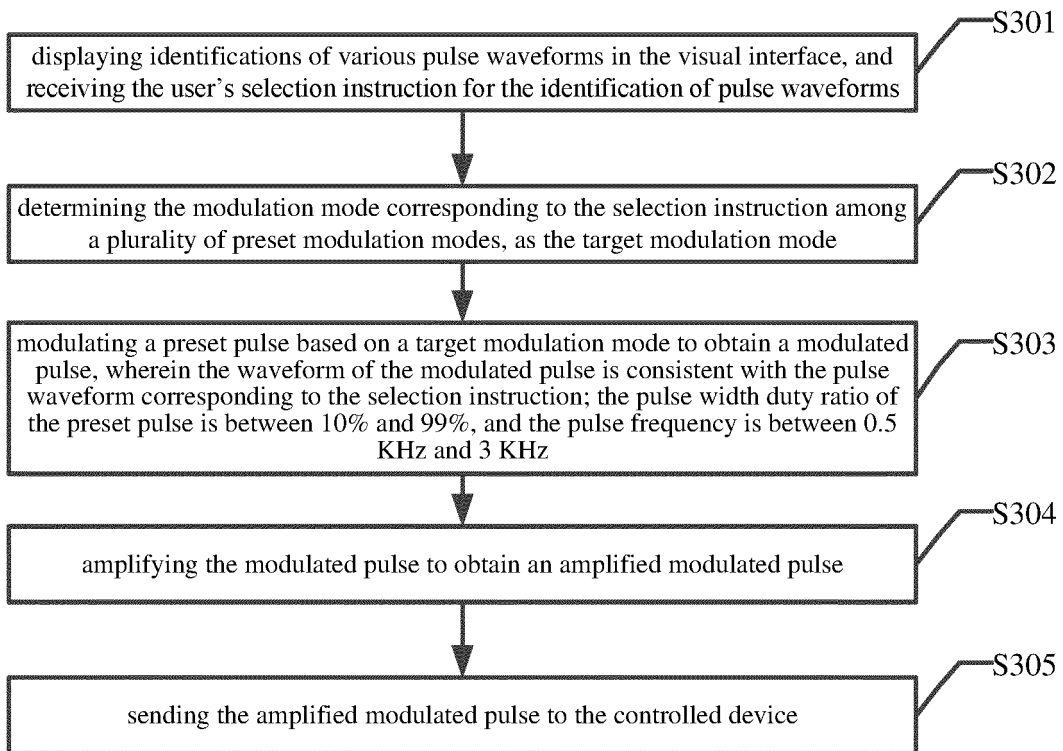 S301
displaying identifications of various pulse waveforms in the visual interface, and
receiving the user’s selection instruction for the identification of pulse waveforms
S302
determining the modulation mode corresponding to the selection instruction among
a plurality of preset modulation modes, as the target modulation mode
S303
modulating a preset pulse based on a target modulation mode to obtain a modulated
pulse, wherein the waveform of the modulated pulse is consistent with the pulse
waveform corresponding to the selection instruction; the pulse width duty ratio of
the preset pulse is between 10% and 99%, and the pulse frequency is between 0.5
KHz and 3 KHz
S304
amplifying the modulated pulse to obtain an amplified modulated pulse
S305
sending the amplified modulated pulse to the controlled device